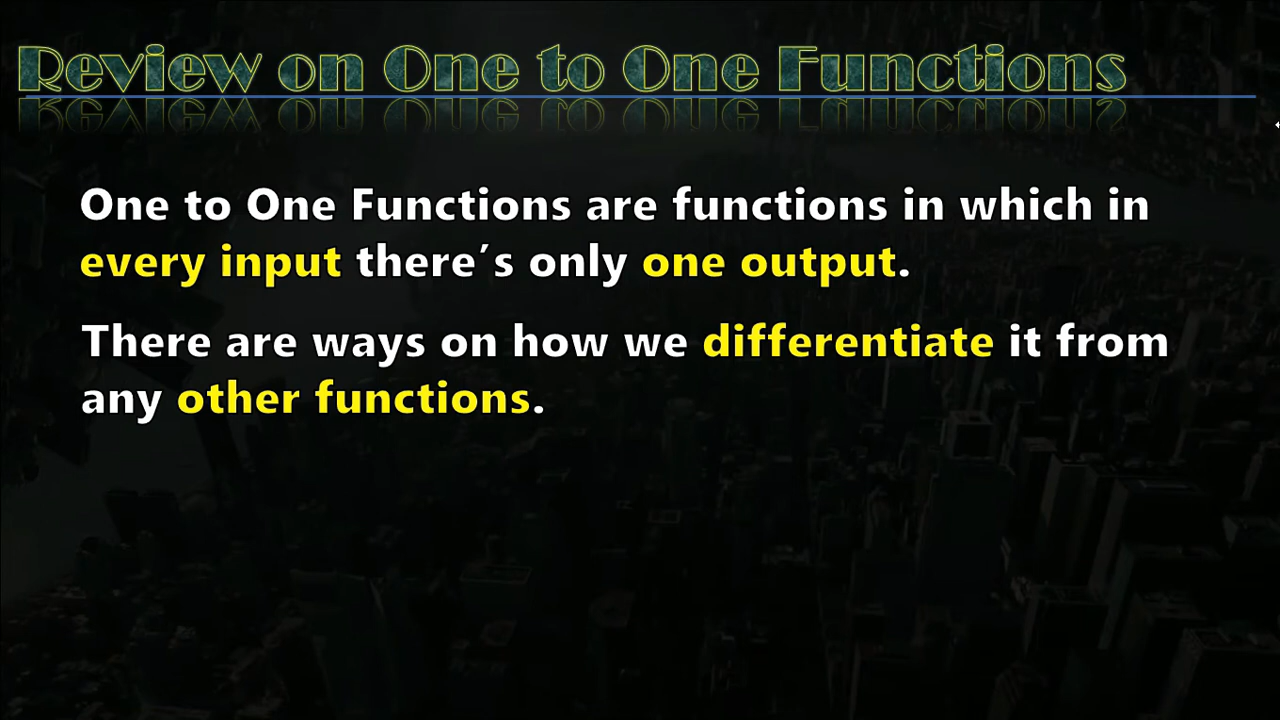 Review on One to One Functions
One to One Functions are functions in which in
every input there′s only one output.
There are ways on how we differentiate it from
any other functions.